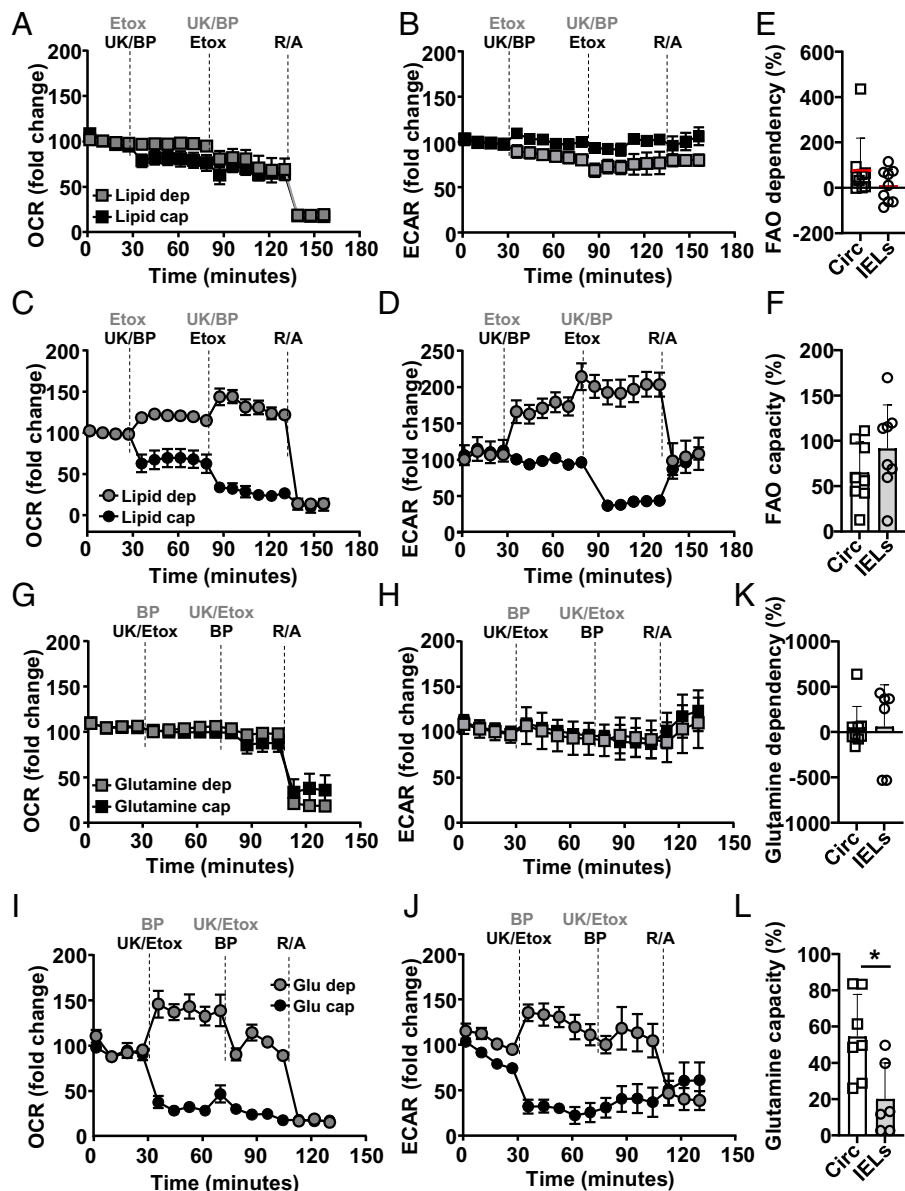 A
Etox UK/BP
UK/BP Etox R/A
OCR (fold change)
200
150
100
50
0
Lipid dep
Lipid cap
0 30 60 90 120 150 180
Time (minutes)
B
Etox UK/BP
UK/BP Etox R/A
ECAR (fold change)
200
150
100
50
0
0 30 60 90 120 150 180
Time (minutes)
E
FAO dependency (%)
600
400
200
0
-200
Circ
IELs
C
Etox UK/BP
UK/BP Etox R/A
OCR (fold change)
200
150
100
50
0
Lipid dep
Lipid cap
0 30 60 90 120 150 180
Time (minutes)
D
Etox UK/BP
UK/BP Etox R/A
ECAR (fold change)
250
200
150
100
50
0
0 30 60 90 120 150 180
Time (minutes)
F
FAO capacity (%)
200
150
100
50
0
Circ
IELs
G
BP UK/Etox
UK/Etox BP R/A
OCR (fold change)
200
150
100
50
0
Glutamine dep
Glutamine cap
0 30 60 90 120 150
Time (minutes)
H
BP UK/Etox
UK/Etox BP R/A
ECAR (fold change)
200
150
100
50
0
0 30 60 90 120 150
Time (minutes)
K
Glutamine dependency (%)
1000
500
0
-500
1000
Circ
IELs
I
BP UK/Etox
UK/Etox BP R/A
OCR (fold change)
200
150
100
50
0
Glu dep
Glu cap
0 30 60 90 120 150
Time (minutes)
J
BP UK/Etox
UK/Etox BP R/A
ECAR (fold change)
200
150
100
50
0
0 30 60 90 120 150
Time (minutes)
L
Glutamine capacity (%)
100
80
60
40
20
0
*
Circ
IELs